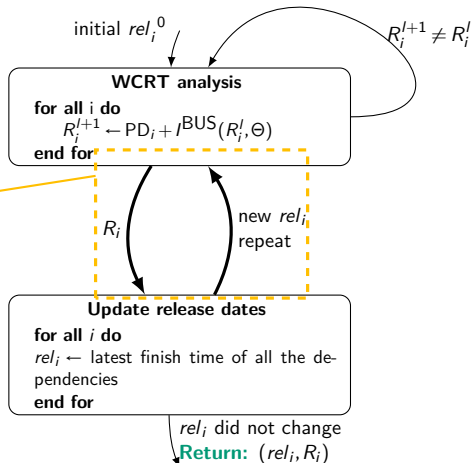 initial rel_i^0
R_i^{l+1} ≠ R_i^l
WCRT analysis
for all i do
R_i^{l+1} ← PD_i + I^{BUS}(R_i^l, Θ)
end for
R_i
new rel_i
repeat
Update release dates
for all i do
rel_i ← latest finish time of all the de-
pendencies
end for
rel_i did not change
Return: (rel_i, R_i)